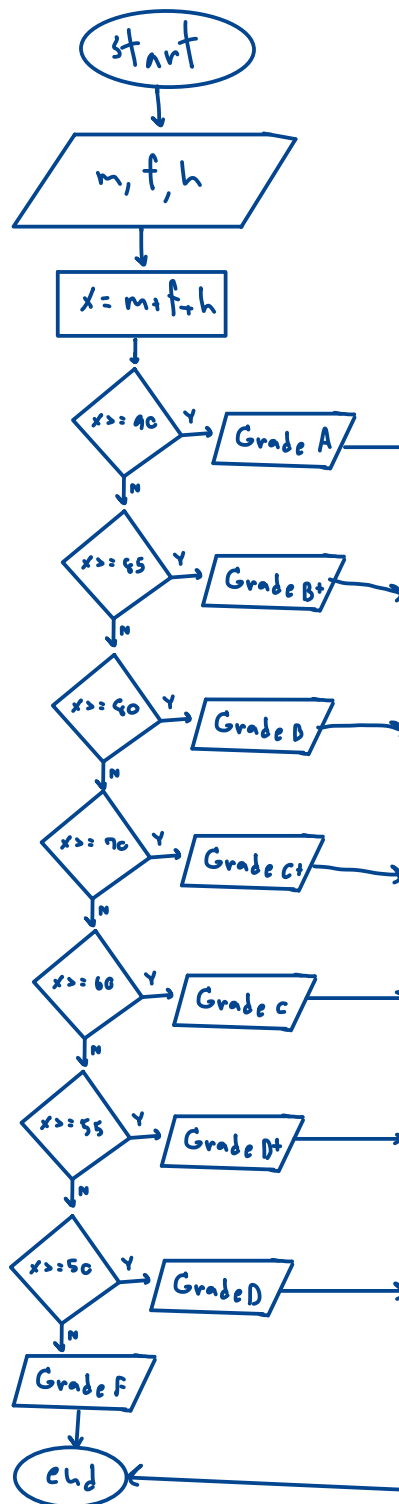 start
m, f, h
x = m+f+h
x >= 90
Y
Grade A
N
x >= 85
Y
Grade B+
N
x >= 80
Y
Grade B
N
x >= 70
Y
Grade C+
N
x >= 60
Y
Grade C
N
x >= 55
Y
Grade D+
N
x >= 50
Y
Grade D
N
Grade F
end